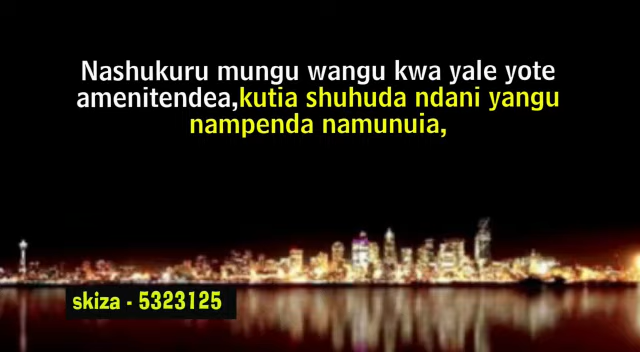 Nashukuru mungu wangu kwa yale yote
amenitendea,kutia shuhuda ndani yangu
nampenda namunuia,
skiza - 5323125